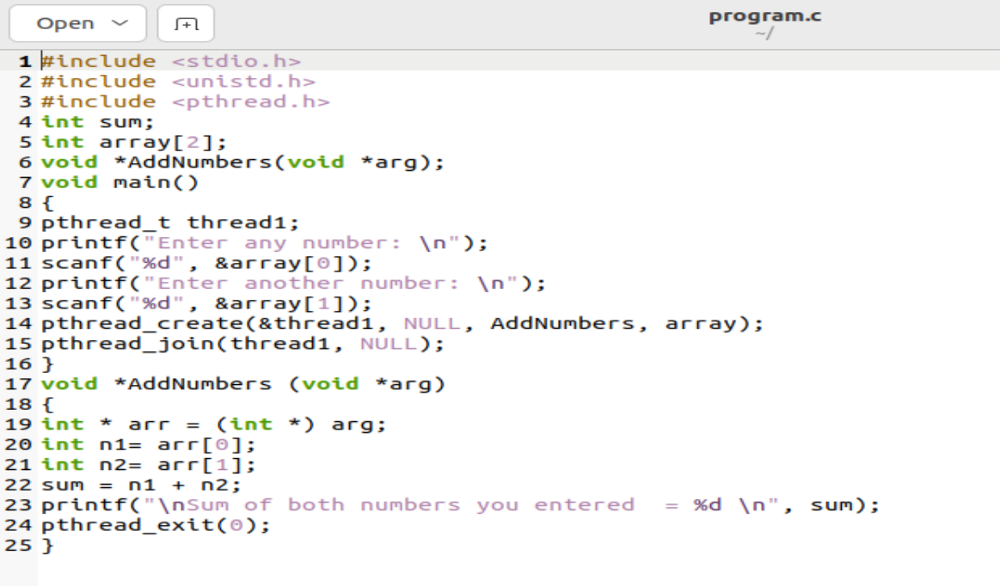 Open
program.c
~/
1 #include <stdio.h>
2 #include <unistd.h>
3 #include <pthread.h>
4 int sum;
5 int array[2];
6 void *AddNumbers(void *arg);
7 void main()
8 {
9 pthread_t thread1;
10 printf("Enter any number: \n");
11 scanf("%d", &array[0]);
12 printf("Enter another number: \n");
13 scanf("%d", &array[1]);
14 pthread_create(&thread1, NULL, AddNumbers, array);
15 pthread_join(thread1, NULL);
16 }
17 void *AddNumbers (void *arg)
18 {
19 int * arr = (int *) arg;
20 int n1= arr[0];
21 int n2= arr[1];
22 sum = n1 + n2;
23 printf("\nSum of both numbers you entered  = %d \n", sum);
24 pthread_exit(0);
25 }